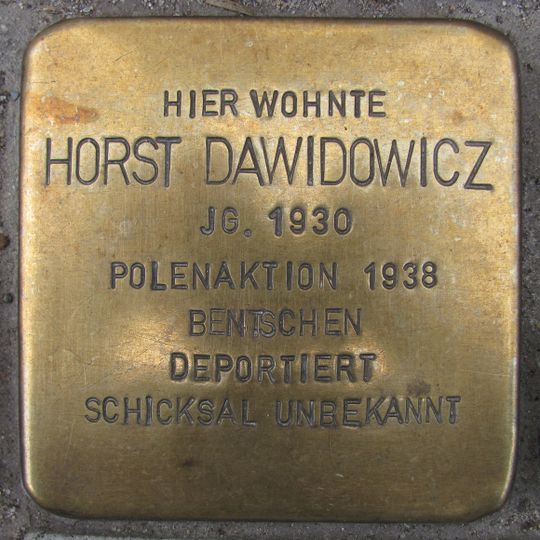 HIER WOHNTE
HORST DAWIDOWICZ
JG. 1930
POLENAKTION 1938
BENTSCHEN
DEPORTIERT
SCHICKSAL UNBEKANNT